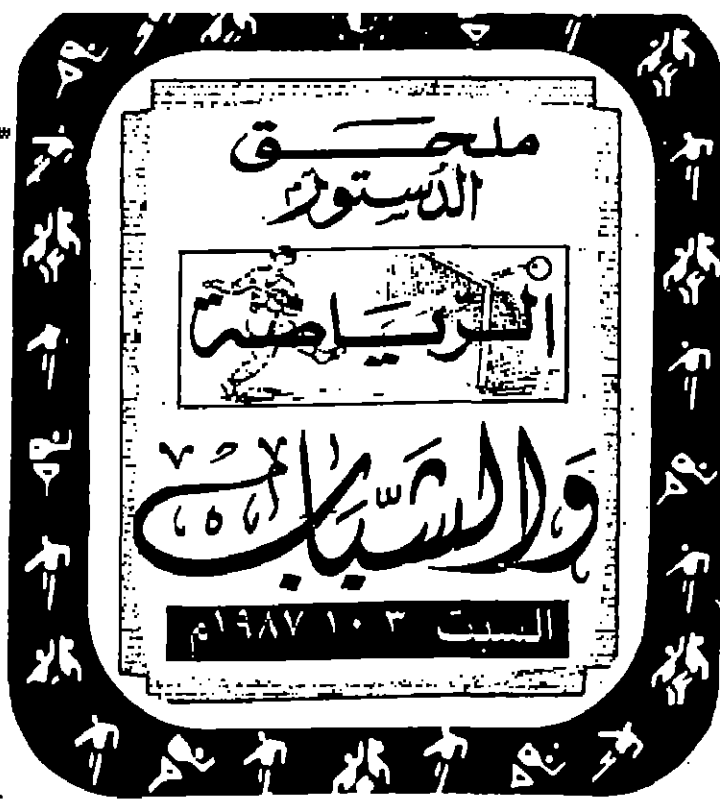 ملحق
الدستور
الرياضة
والشباب
السبت ٣ ١٠ ١٩٨٧م